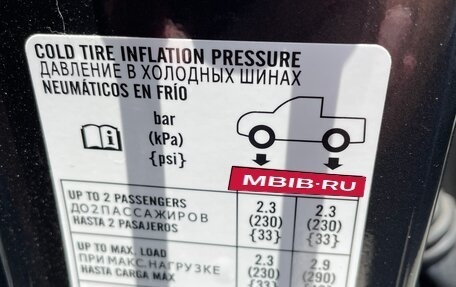 COLD TIRE INFLATION PRESSURE
ДАВЛЕНИЕ В ХОЛОДНЫХ ШИНАХ
NEUMÁTICOS EN FRÍO
bar
(kPa)
{psi}
MBIB·RU
UP TO 2 PASSENGERS
ДО 2 ПАССАЖИРОВ
HASTA 2 PASAJEROS
2.3 2.3
(230) (230)
{33} {33}
UP TO MAX. LOAD
ПРИ МАКС. НАГРУЗКЕ
HASTA CARGA MÁX
2.3 2.9
(230) (290)
{33}